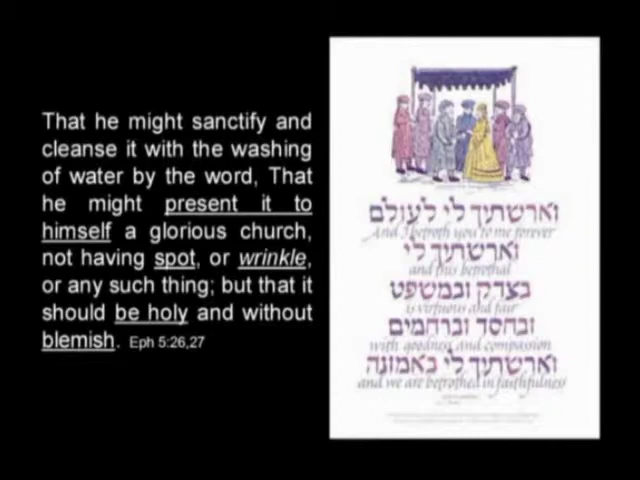 That he might sanctify and
cleanse it with the washing
of water by the word, That
he might present it to
himself a glorious church,
not having spot, or wrinkle,
or any such thing; but that it
should be holy and without
blemish. Eph 5:26,27
וארשתיך לי לעולם
And I betroth you to me forever
וארשתיך לי
and this betrothal
בצדק ובמשפט
is virtuous and fair
ובחסד וברחמים
with goodness and compassion
וארשתיך לי באמונה
and we are betrothed in faithfulness